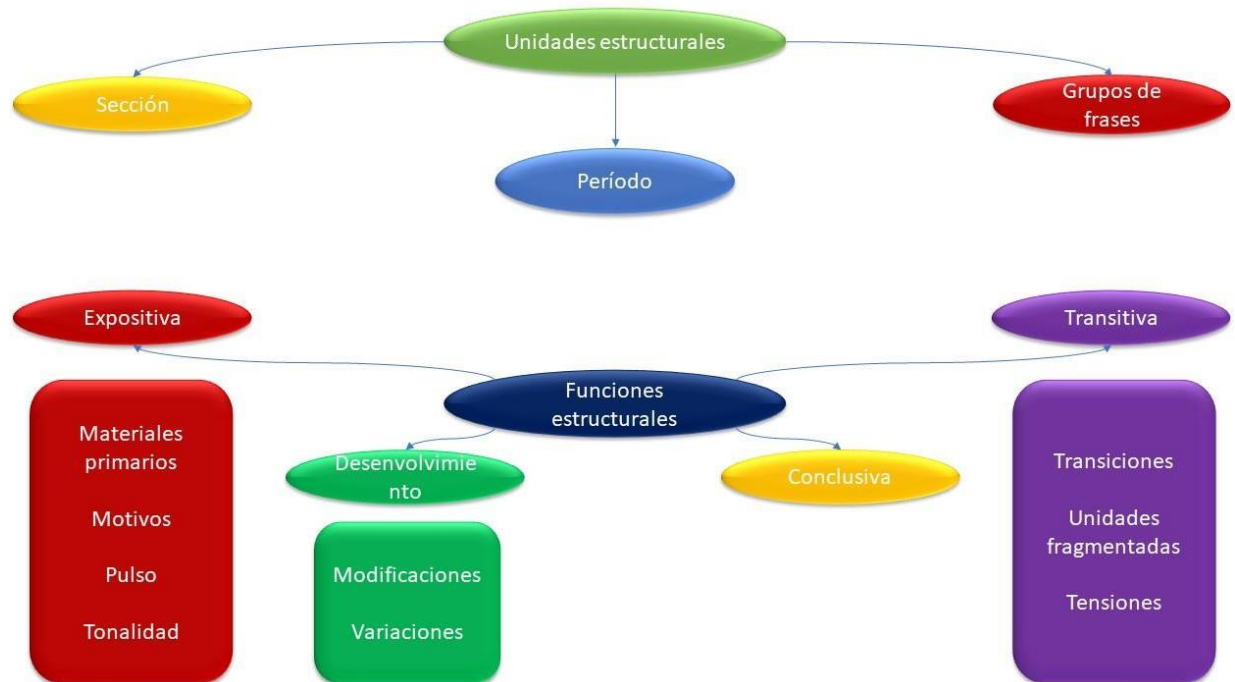 Unidades estructurales
Sección
Grupos de
frases
Período
Expositiva
Transitiva
Funciones
estructurales
Desenvolvimie
nto
Conclusiva
Materiales
primarios
Motivos
Pulso
Tonalidad
Modificaciones
Variaciones
Transiciones
Unidades
fragmentadas
Tensiones